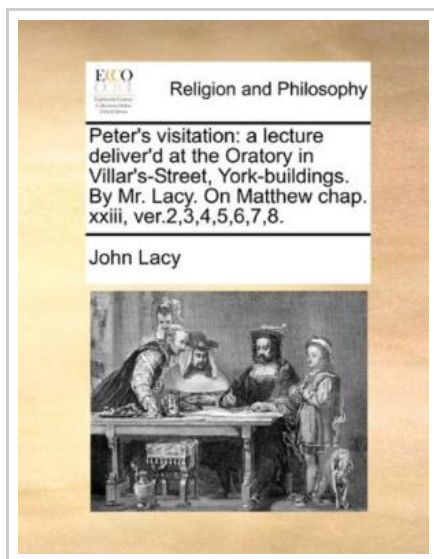 ECCO
Religion and Philosophy
Peter's visitation: a lecture
deliver'd at the Oratory in
Villar's-Street, York-buildings.
By Mr. Lacy. On Matthew chap.
xxiii, ver.2,3,4,5,6,7,8.
John Lacy